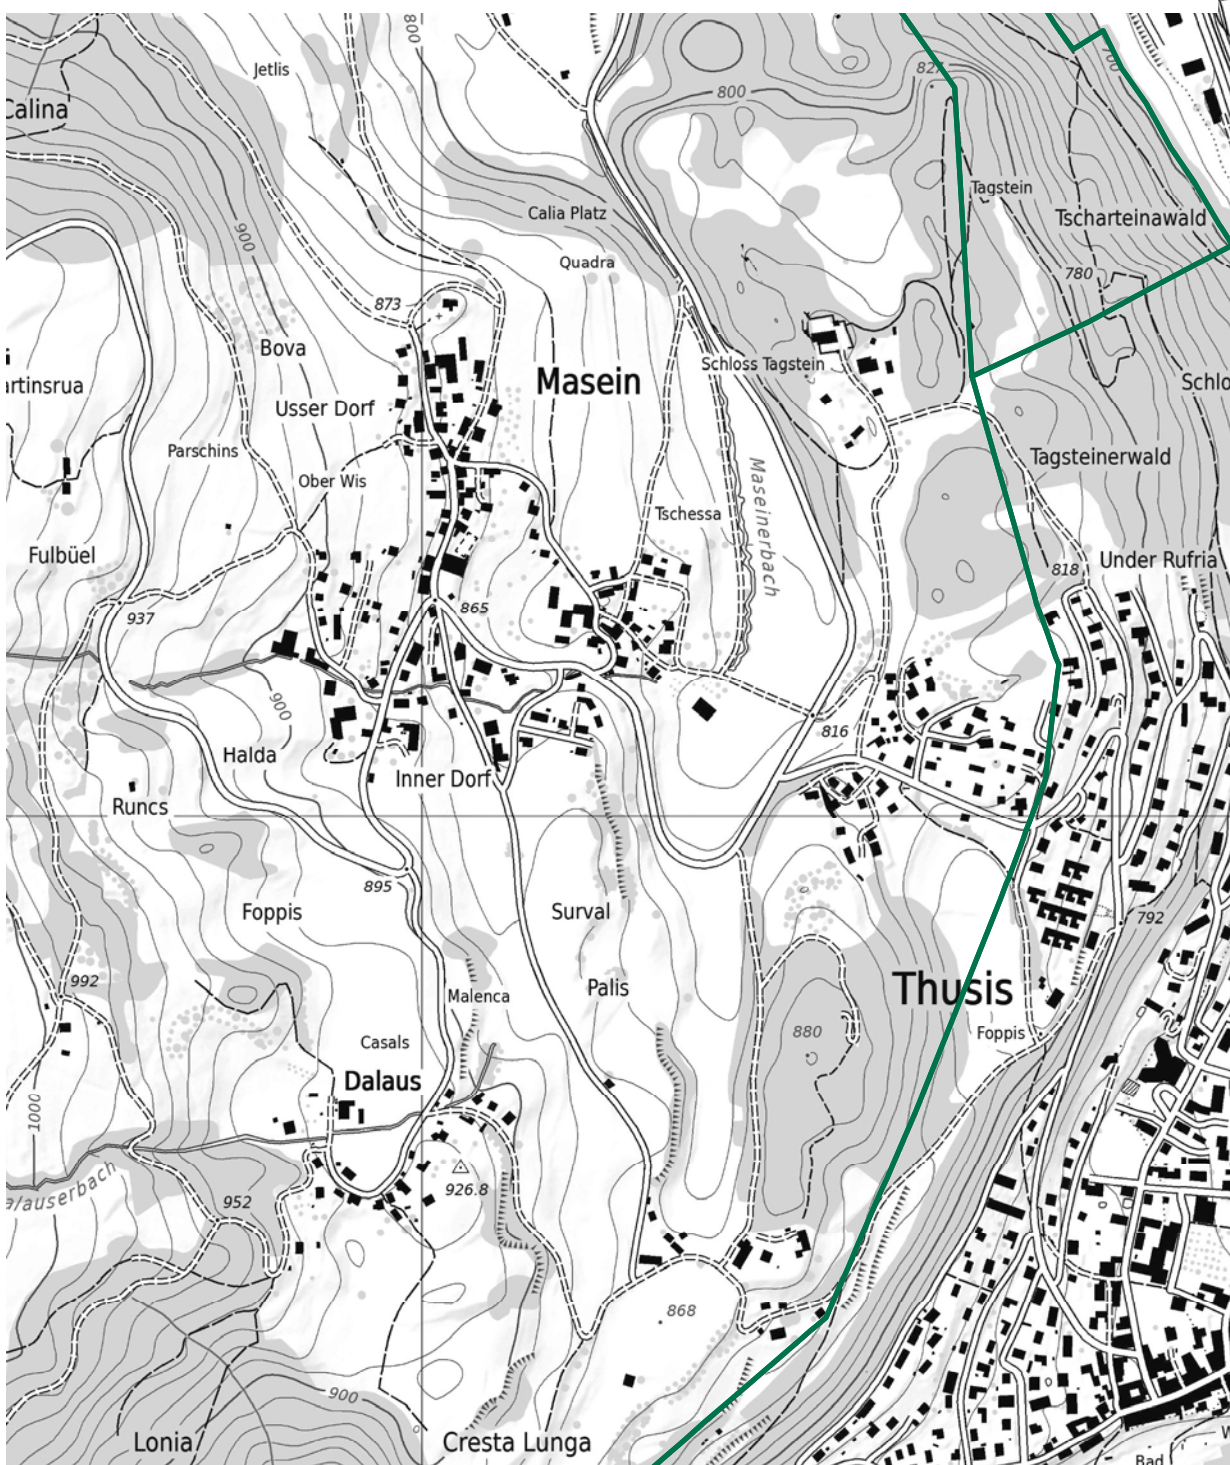 800
Jetlis
827
700
800
Calina
Tagstein
Calia Platz
Tscharteinawald
900
Quadra
780
873
Bova
Schloss Tagstein
Masein
Usser Dorf
Parschins
Tagsteinerwald
Ober Wis
Maseinerbach
Tschessa
Fulbüel
818
Under Rufria
865
937
900
816
Halda
Inner Dorf
Runcs
895
Foppis
Surval
792
992
Palis
Malenca
Thusis
880
Foppis
Casals
Dalaus
1000
926.8
952
868
900
Lonia
Cresta Lunga
Bad